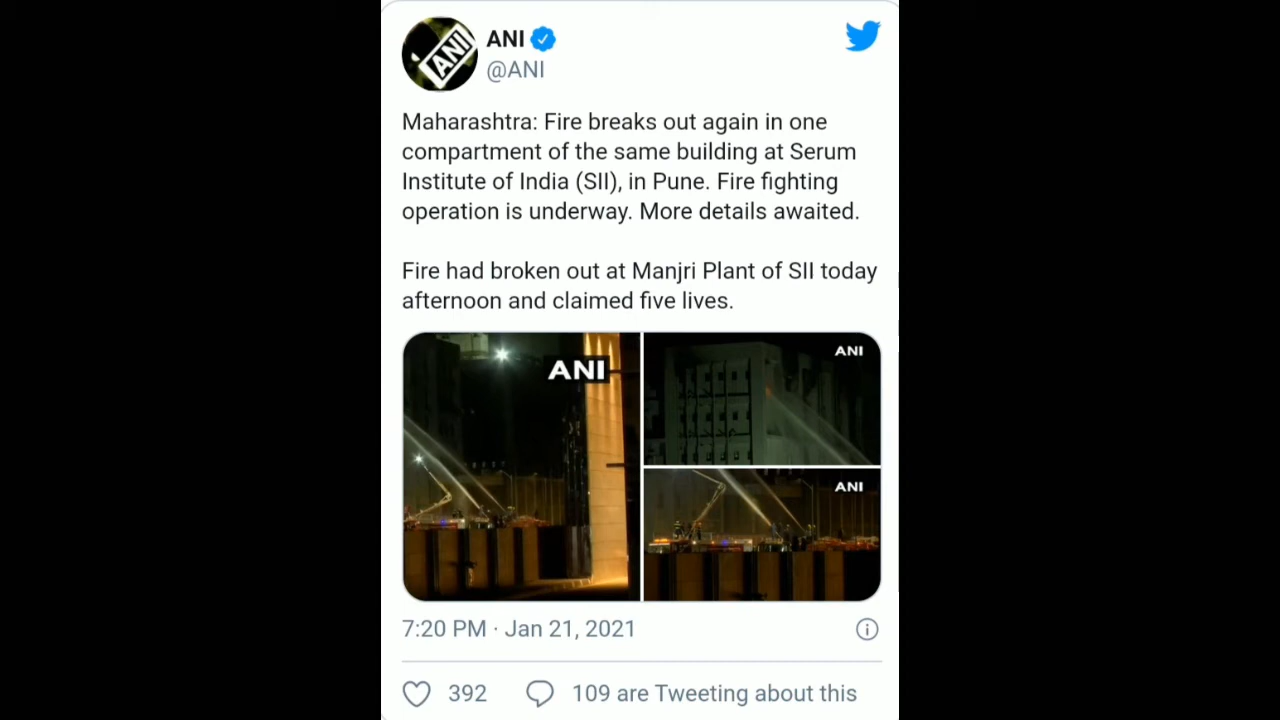 ANI
ANI
@ANI
Maharashtra: Fire breaks out again in one
compartment of the same building at Serum
Institute of India (SII), in Pune. Fire fighting
operation is underway. More details awaited.
Fire had broken out at Manjri Plant of SII today
afternoon and claimed five lives.
ANI
ANI
ANI
7:20 PM · Jan 21, 2021
392
109 are Tweeting about this